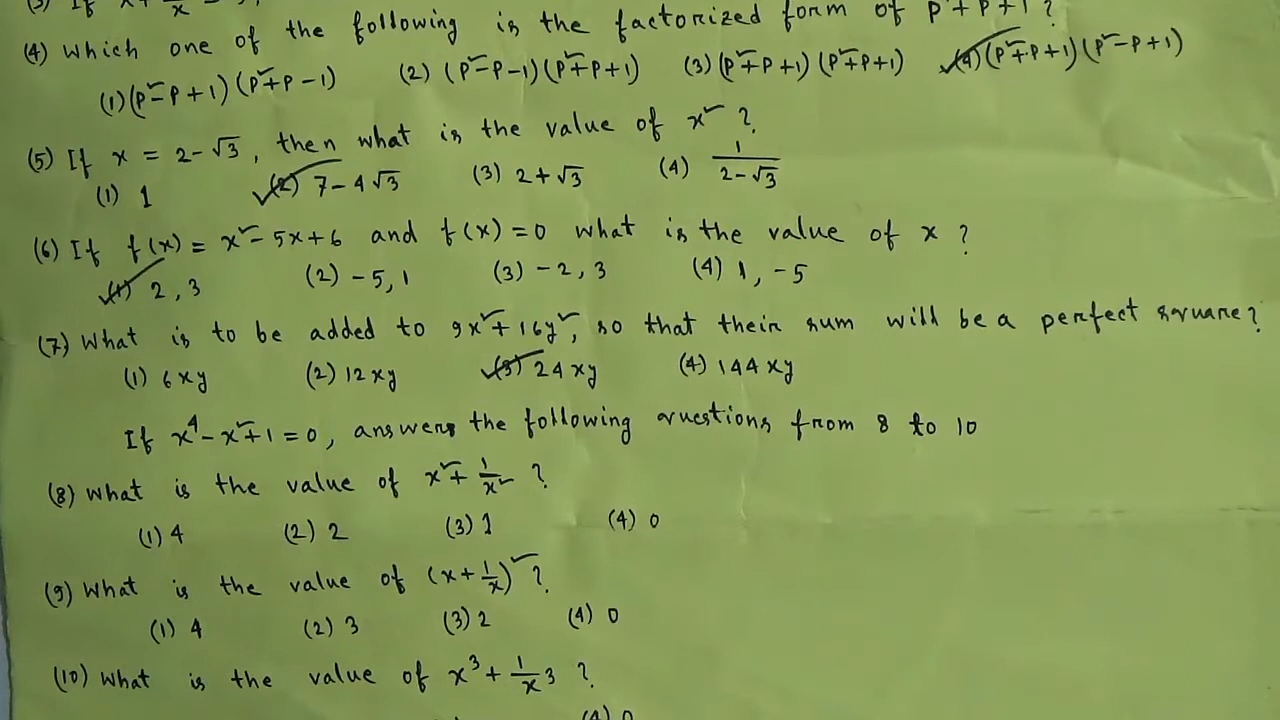 (4) Which one of the following is the factorized form of P⁴+P²+1?
(1) (P²-P+1) (P²+P-1) (2) (P²-P-1) (P²+P+1) (3) (P²+P+1) (P²+P+1) (4) (P²+P+1) (P²-P+1)
(5) If x = 2-√3, then what is the value of x² ?
(1) 1 (2) 7-4√3 (3) 2+√3 (4) 1/(2-√3)
(6) If f(x) = x²-5x+6 and f(x) = 0 what is the value of x ?
(1) 2, 3 (2) -5, 1 (3) -2, 3 (4) 1, -5
(7) What is to be added to 9x²+16y², so that their sum will be a perfect square?
(1) 6xy (2) 12xy (3) 24xy (4) 144xy
If x⁴-x²+1=0, answers the following questions from 8 to 10
(8) What is the value of x²+1/x² ?
(1) 4 (2) 2 (3) 1 (4) 0
(9) What is the value of (x+1/x)² ?
(1) 4 (2) 3 (3) 2 (4) 0
(10) What is the value of x³+1/x³ ?
(4) 0